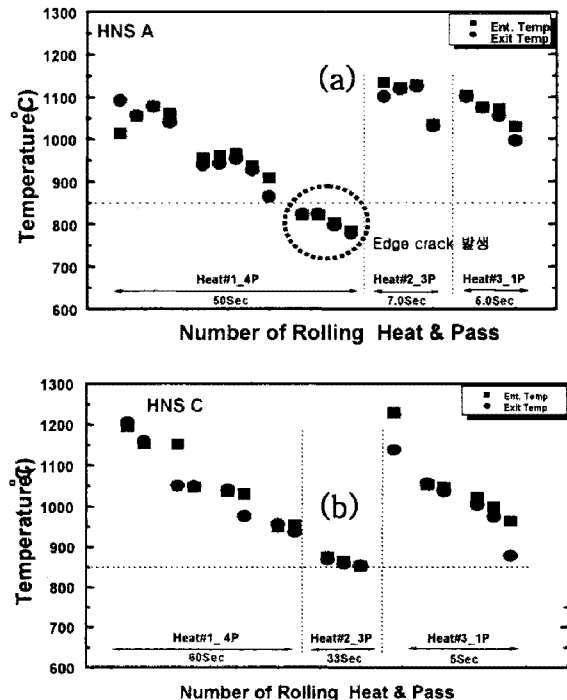 HNS A
Ent. Temp
Exit Temp
1300
1200
1100
1000
900
800
700
600
Temperature(°C)
(a)
Edge crack 발생
Heat#1_4P
50Sec
Heat#2_3P
7.0Sec
Heat#3_1P
6.0Sec
Number of Rolling Heat & Pass
HNS C
Ent. Temp
Exit Temp
1300
1200
1100
1000
900
800
700
600
Temperature(°C)
(b)
Heat#1_4P
60Sec
Heat#2_3P
33Sec
Heat#3_1P
5Sec
Number of Rolling Heat & Pass